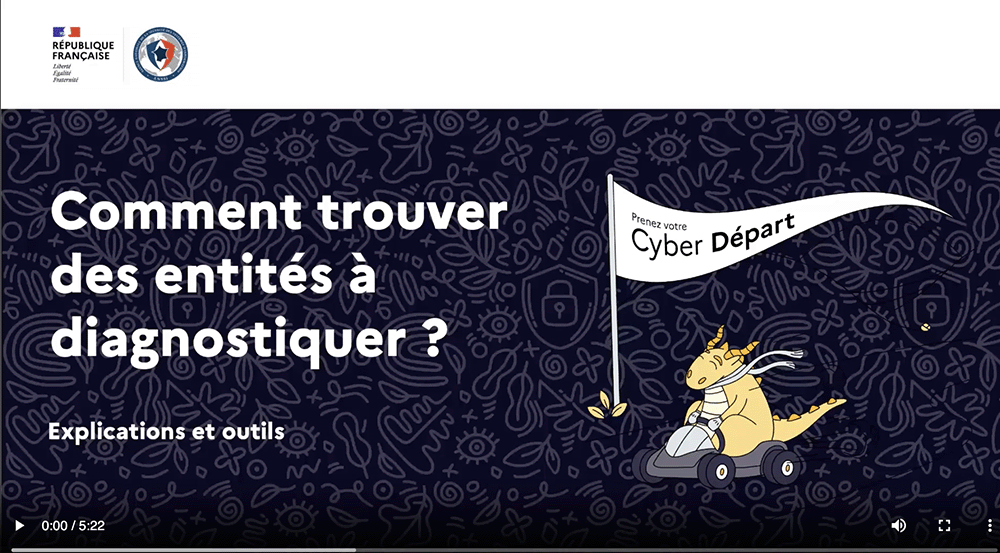 RÉPUBLIQUE
FRANÇAISE
Liberté
Égalité
Fraternité
ANSSI
Comment trouver
des entités à
diagnostiquer ?
Explications et outils
Prenez votre
Cyber Départ
0:00 / 5:22